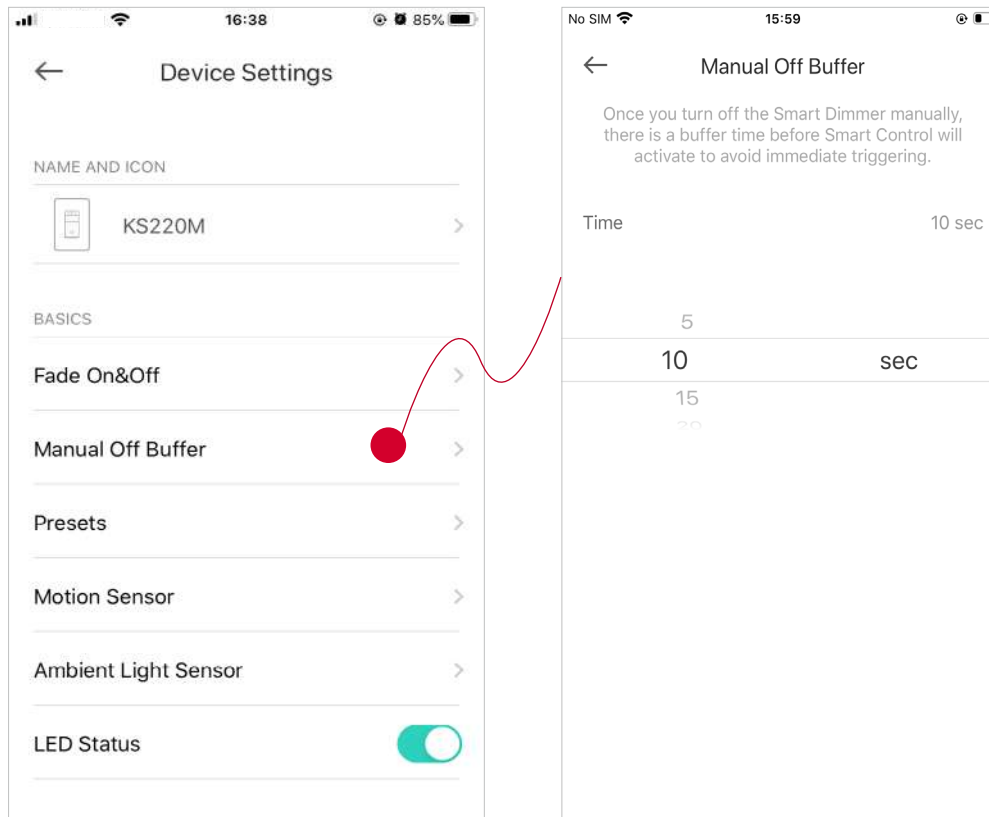 16:38
85%
Device Settings
NAME AND ICON
KS220M
BASICS
Fade On&Off
Manual Off Buffer
Presets
Motion Sensor
Ambient Light Sensor
LED Status
No SIM
15:59
Manual Off Buffer
Once you turn off the Smart Dimmer manually,
there is a buffer time before Smart Control will
activate to avoid immediate triggering.
Time 10 sec
5
10 sec
15